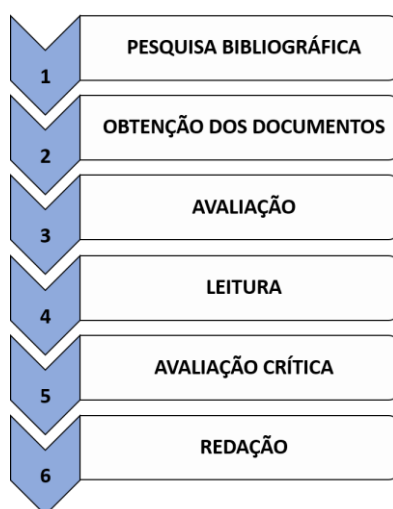 1 PESQUISA BIBLIOGRÁFICA
2 OBTENÇÃO DOS DOCUMENTOS
3 AVALIAÇÃO
4 LEITURA
5 AVALIAÇÃO CRÍTICA
6 REDAÇÃO